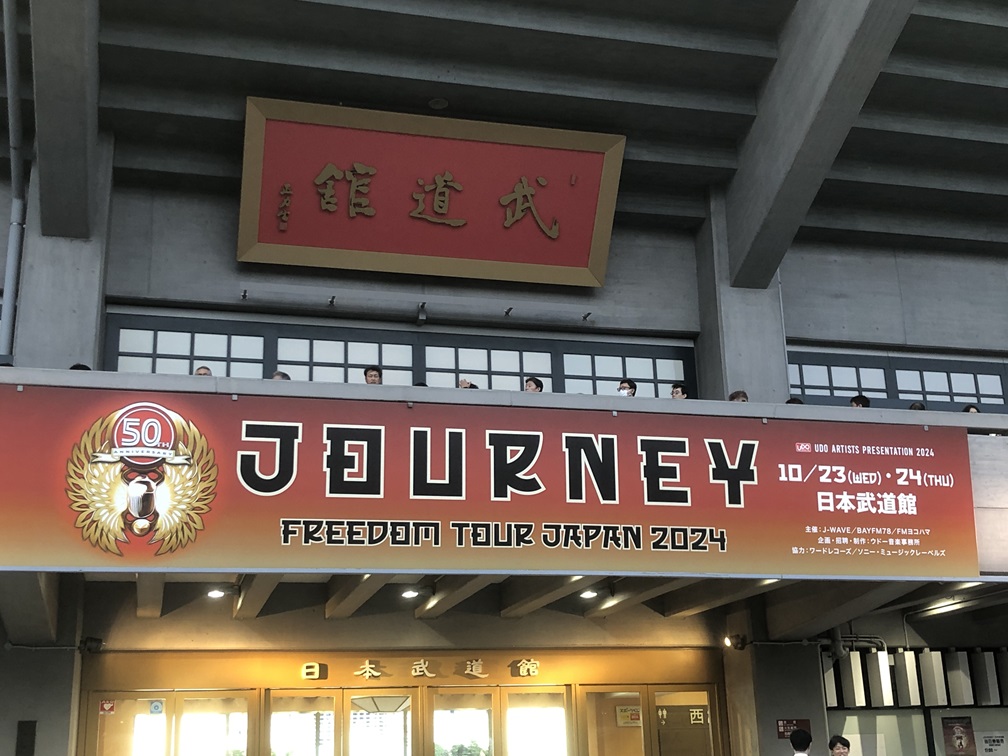 武道館
50TH
ANNIVERSARY
JOURNEY
FREEDOM TOUR JAPAN 2024
UDO UDO ARTISTS PRESENTATION 2024
10/23(WED)・24(THU)
日本武道館
主催：J-WAVE／BAYFM78／FMヨコハマ
企画・招聘・制作：ウドー音楽事務所
協力：ワードレコーズ／ソニー・ミュージックレーベルズ
日本武道館
西